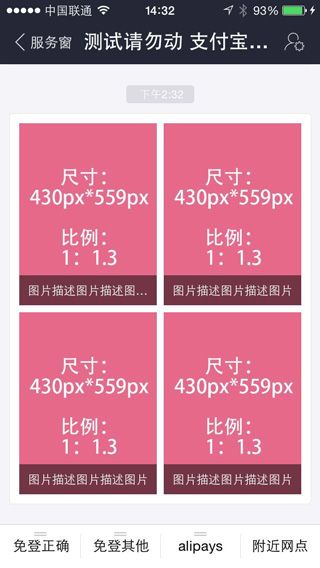 中国联通 14:32 93%
服务窗 测试请勿动 支付宝...
下午2:32
尺寸：
430px*559px
比例：
1：1.3
图片描述图片描述图...
尺寸：
430px*559px
比例：
1：1.3
图片描述图片描述图片
尺寸：
430px*559px
比例：
1：1.3
图片描述图片描述图片
尺寸：
430px*559px
比例：
1：1.3
图片描述图片描述图片
免登正确 免登其他 alipays 附近网点